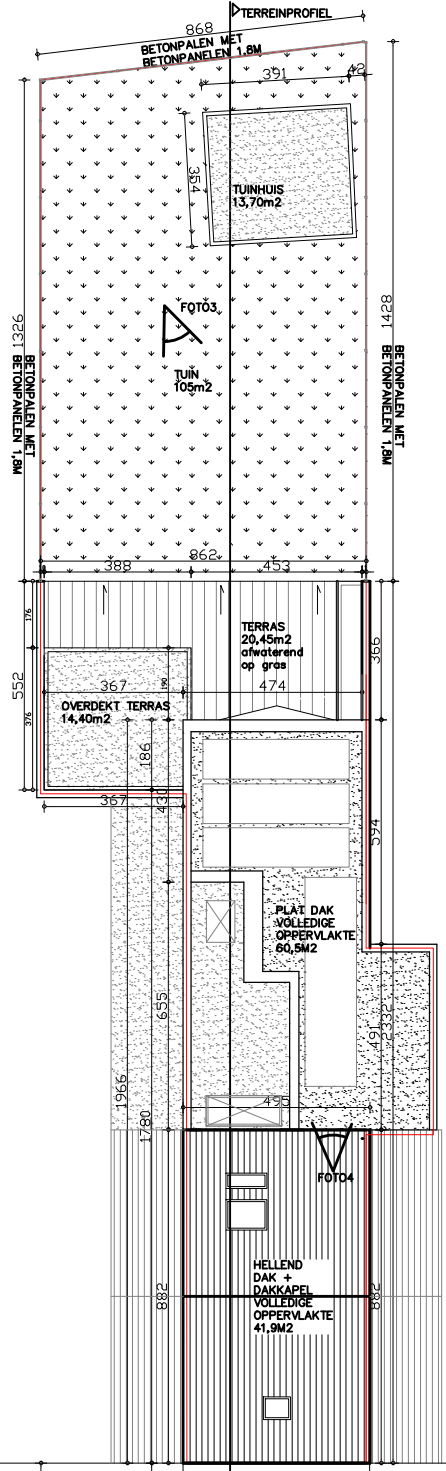 TERREINPROFIEL
868
BETONPALEN MET
BETONPANELEN 1,8M
391
42
354
TUINHUIS
13,70m2
FOTO3
1326
BETONPALEN MET
BETONPANELEN 1,8M
1428
BETONPALEN MET
BETONPANELEN 1,8M
TUIN
105m2
862
388
453
176
552
376
TERRAS
20,45m2
afwaterend
op gras
366
367
190
474
OVERDEKT TERRAS
14,40m2
186
367
430
594
PLAT DAK
VOLLEDIGE
OPPERVLAKTE
60,5M2
655
491
2332
1966
1780
495
FOTO4
HELLEND
DAK +
DAKKAPEL
VOLLEDIGE
OPPERVLAKTE
41,9M2
882
882